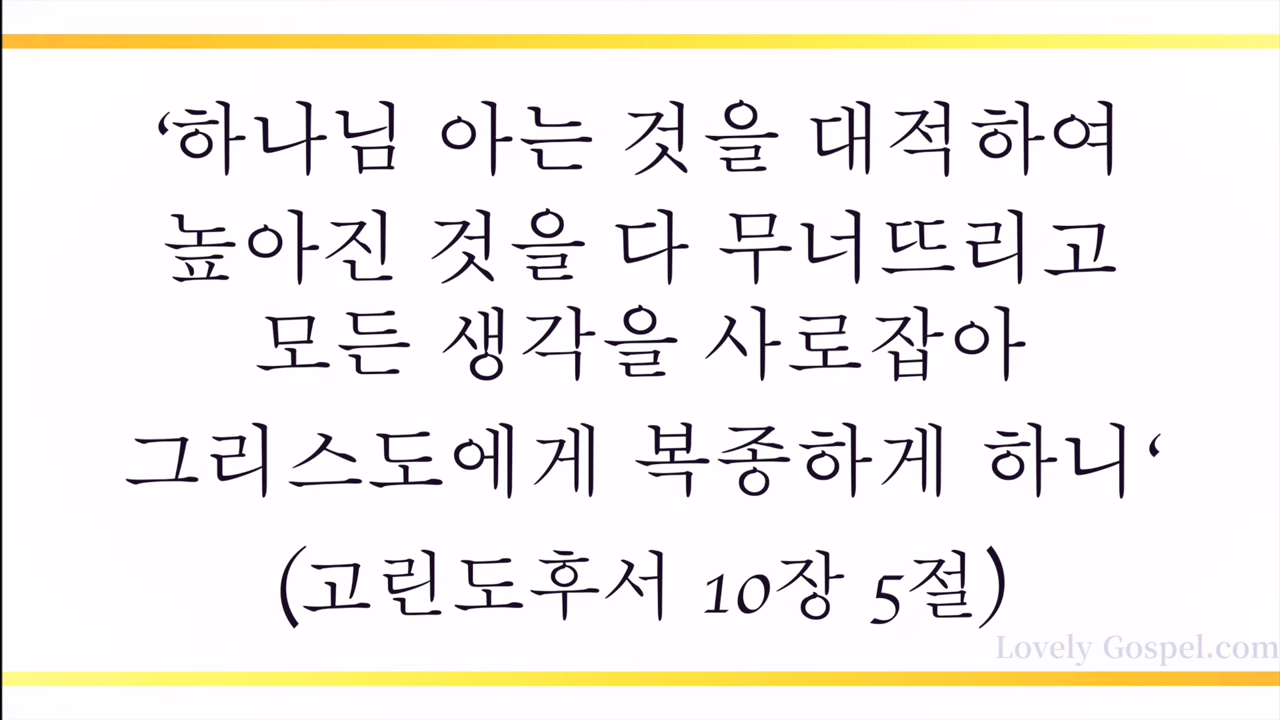 ‘하나님 아는 것을 대적하여
높아진 것을 다 무너뜨리고
모든 생각을 사로잡아
그리스도에게 복종하게 하니‘
(고린도후서 10장 5절)
Lovely Gospel.com